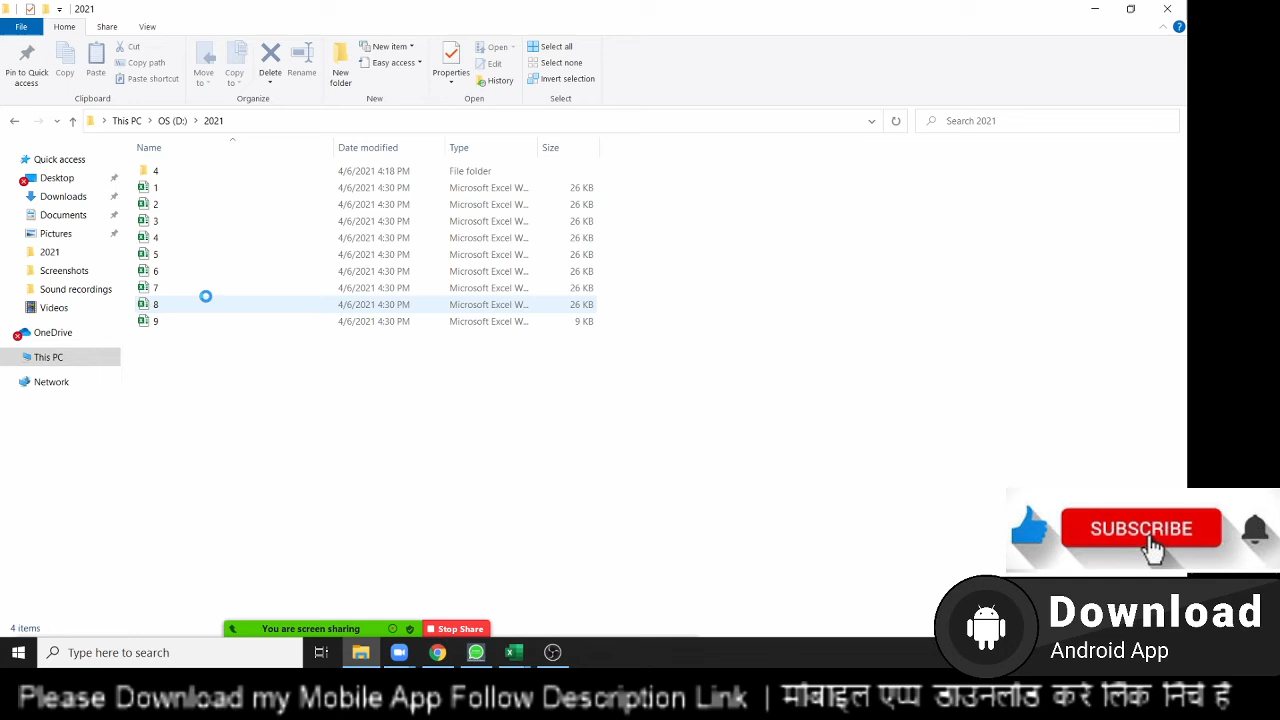 2021
File Home Share View
Pin to Quick access Copy Paste Cut Copy path Paste shortcut Move to Copy to Delete Rename New folder New item Easy access Properties Open Edit History Select all Select none Invert selection
Clipboard Organize New Open Select
This PC > OS (D:) > 2021
Search 2021
Name Date modified Type Size
4 4/6/2021 4:18 PM File folder
1 4/6/2021 4:30 PM Microsoft Excel W... 26 KB
2 4/6/2021 4:30 PM Microsoft Excel W... 26 KB
3 4/6/2021 4:30 PM Microsoft Excel W... 26 KB
4 4/6/2021 4:30 PM Microsoft Excel W... 26 KB
5 4/6/2021 4:30 PM Microsoft Excel W... 26 KB
6 4/6/2021 4:30 PM Microsoft Excel W... 26 KB
7 4/6/2021 4:30 PM Microsoft Excel W... 26 KB
8 4/6/2021 4:30 PM Microsoft Excel W... 26 KB
9 4/6/2021 4:30 PM Microsoft Excel W... 9 KB
Quick access
Desktop
Downloads
Documents
Pictures
2021
Screenshots
Sound recordings
Videos
OneDrive
This PC
Network
SUBSCRIBE
Download
Android App
4 items
You are screen sharing Stop Share
Type here to search
Please Download my Mobile App Follow Description Link | मोबाइल एप्प डाउनलोड करे लिंक निचे है